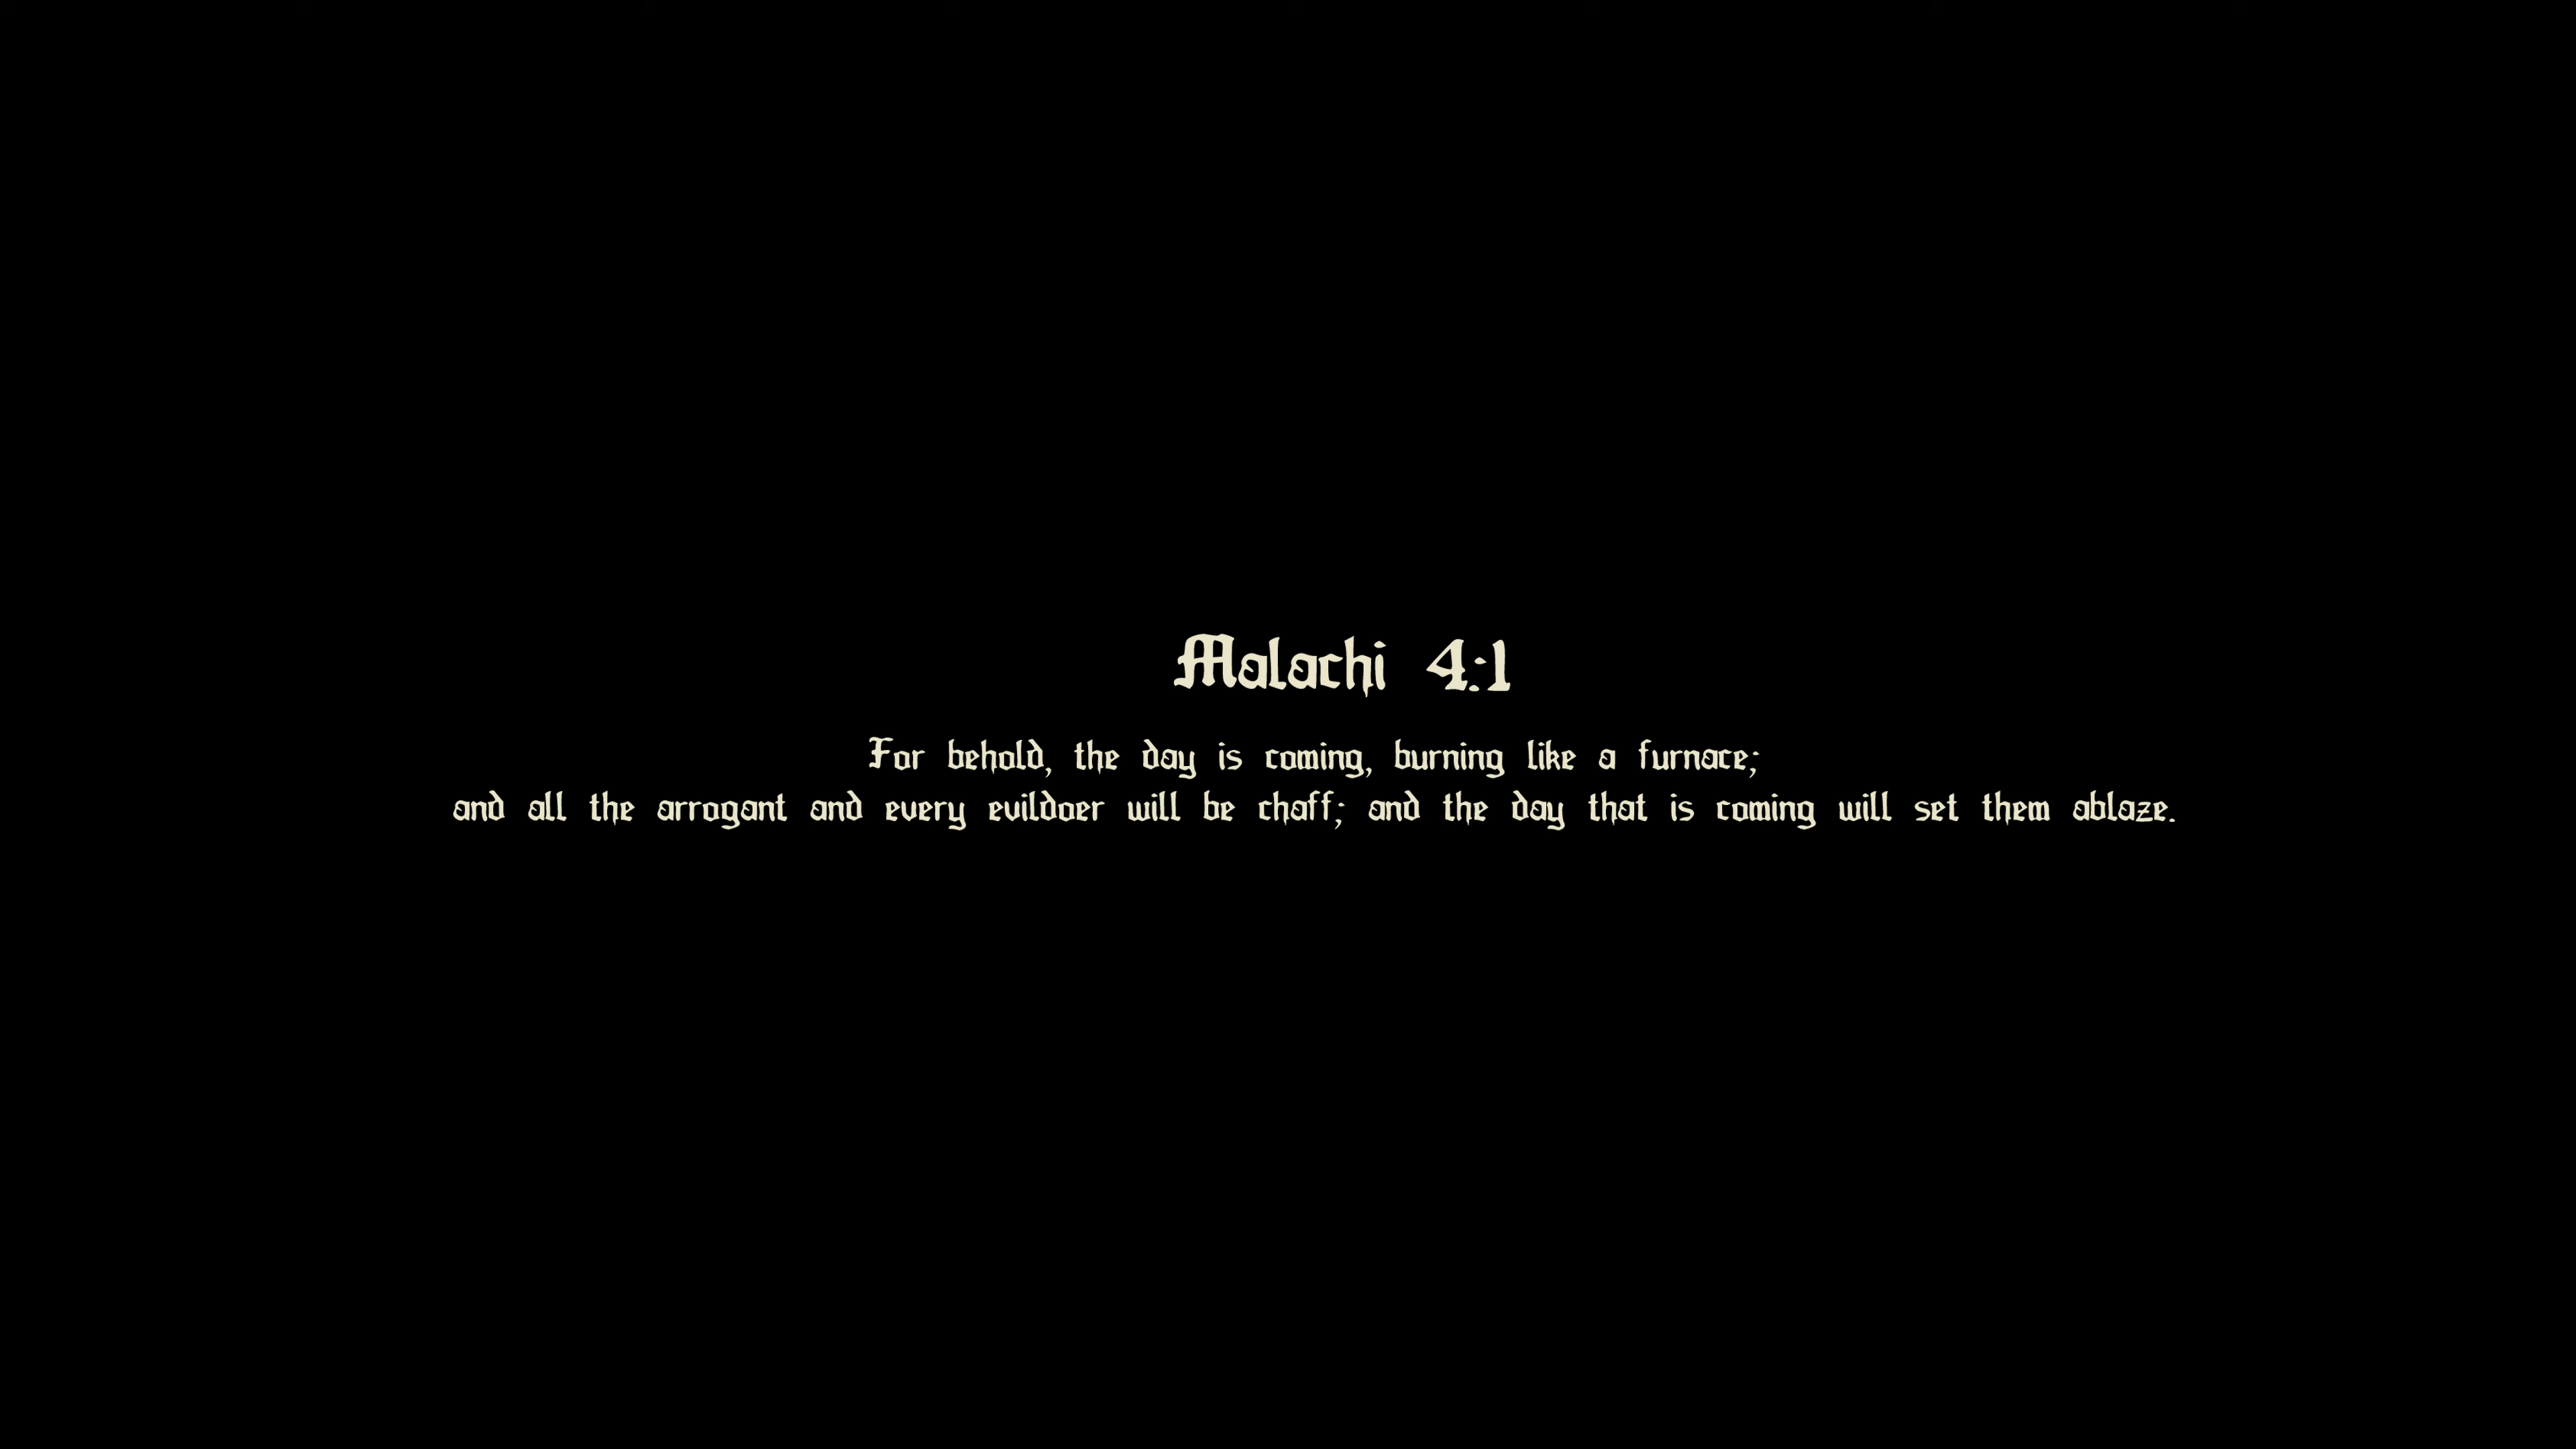 Malachi 4:1
For behold, the day is coming, burning like a furnace;
and all the arrogant and every evildoer will be chaff; and the day that is coming will set them ablaze.